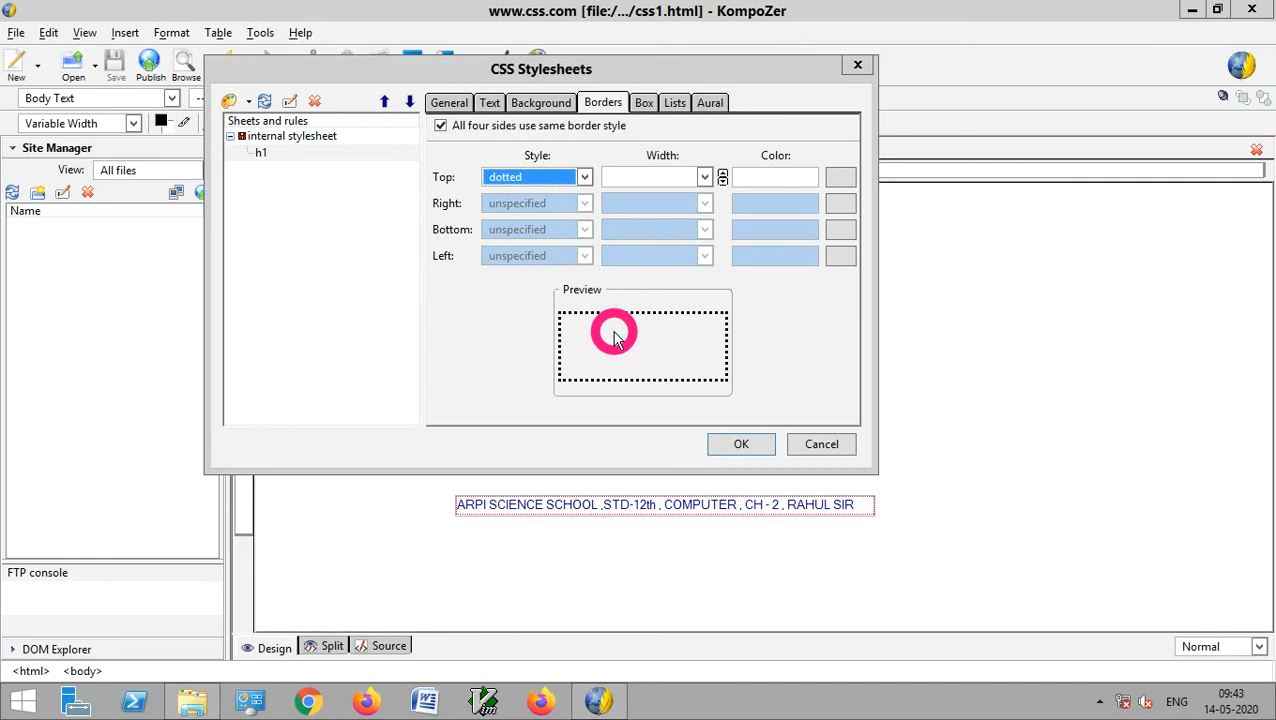 www.css.com [file:/.../css1.html] - KompoZer
File Edit View Insert Format Table Tools Help
New Open Save Publish Browse
Body Text
Variable Width
Site Manager
View: All files
Name
FTP console
DOM Explorer
CSS Stylesheets
General Text Background Borders Box Lists Aural
Sheets and rules
internal stylesheet
h1
All four sides use same border style
Style: Width: Color:
Top: dotted
Right: unspecified
Bottom: unspecified
Left: unspecified
Preview
OK Cancel
ARPI SCIENCE SCHOOL ,STD-12th , COMPUTER , CH - 2 , RAHUL SIR
Design Split Source Normal
<html> <body>
ENG 09:43
14-05-2020